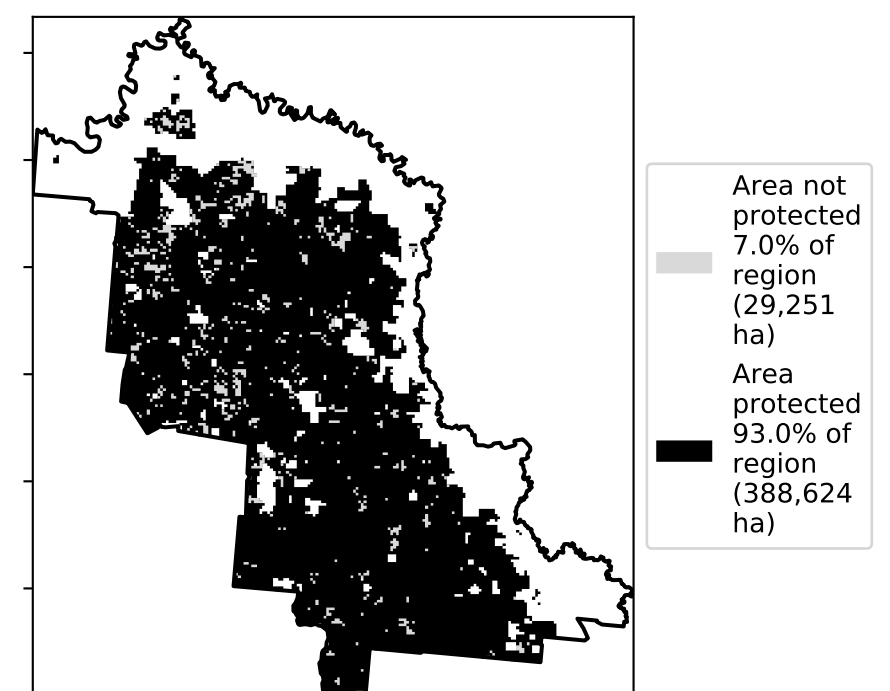 Area not
protected
7.0% of
region
(29,251
ha)
Area
protected
93.0% of
region
(388,624
ha)